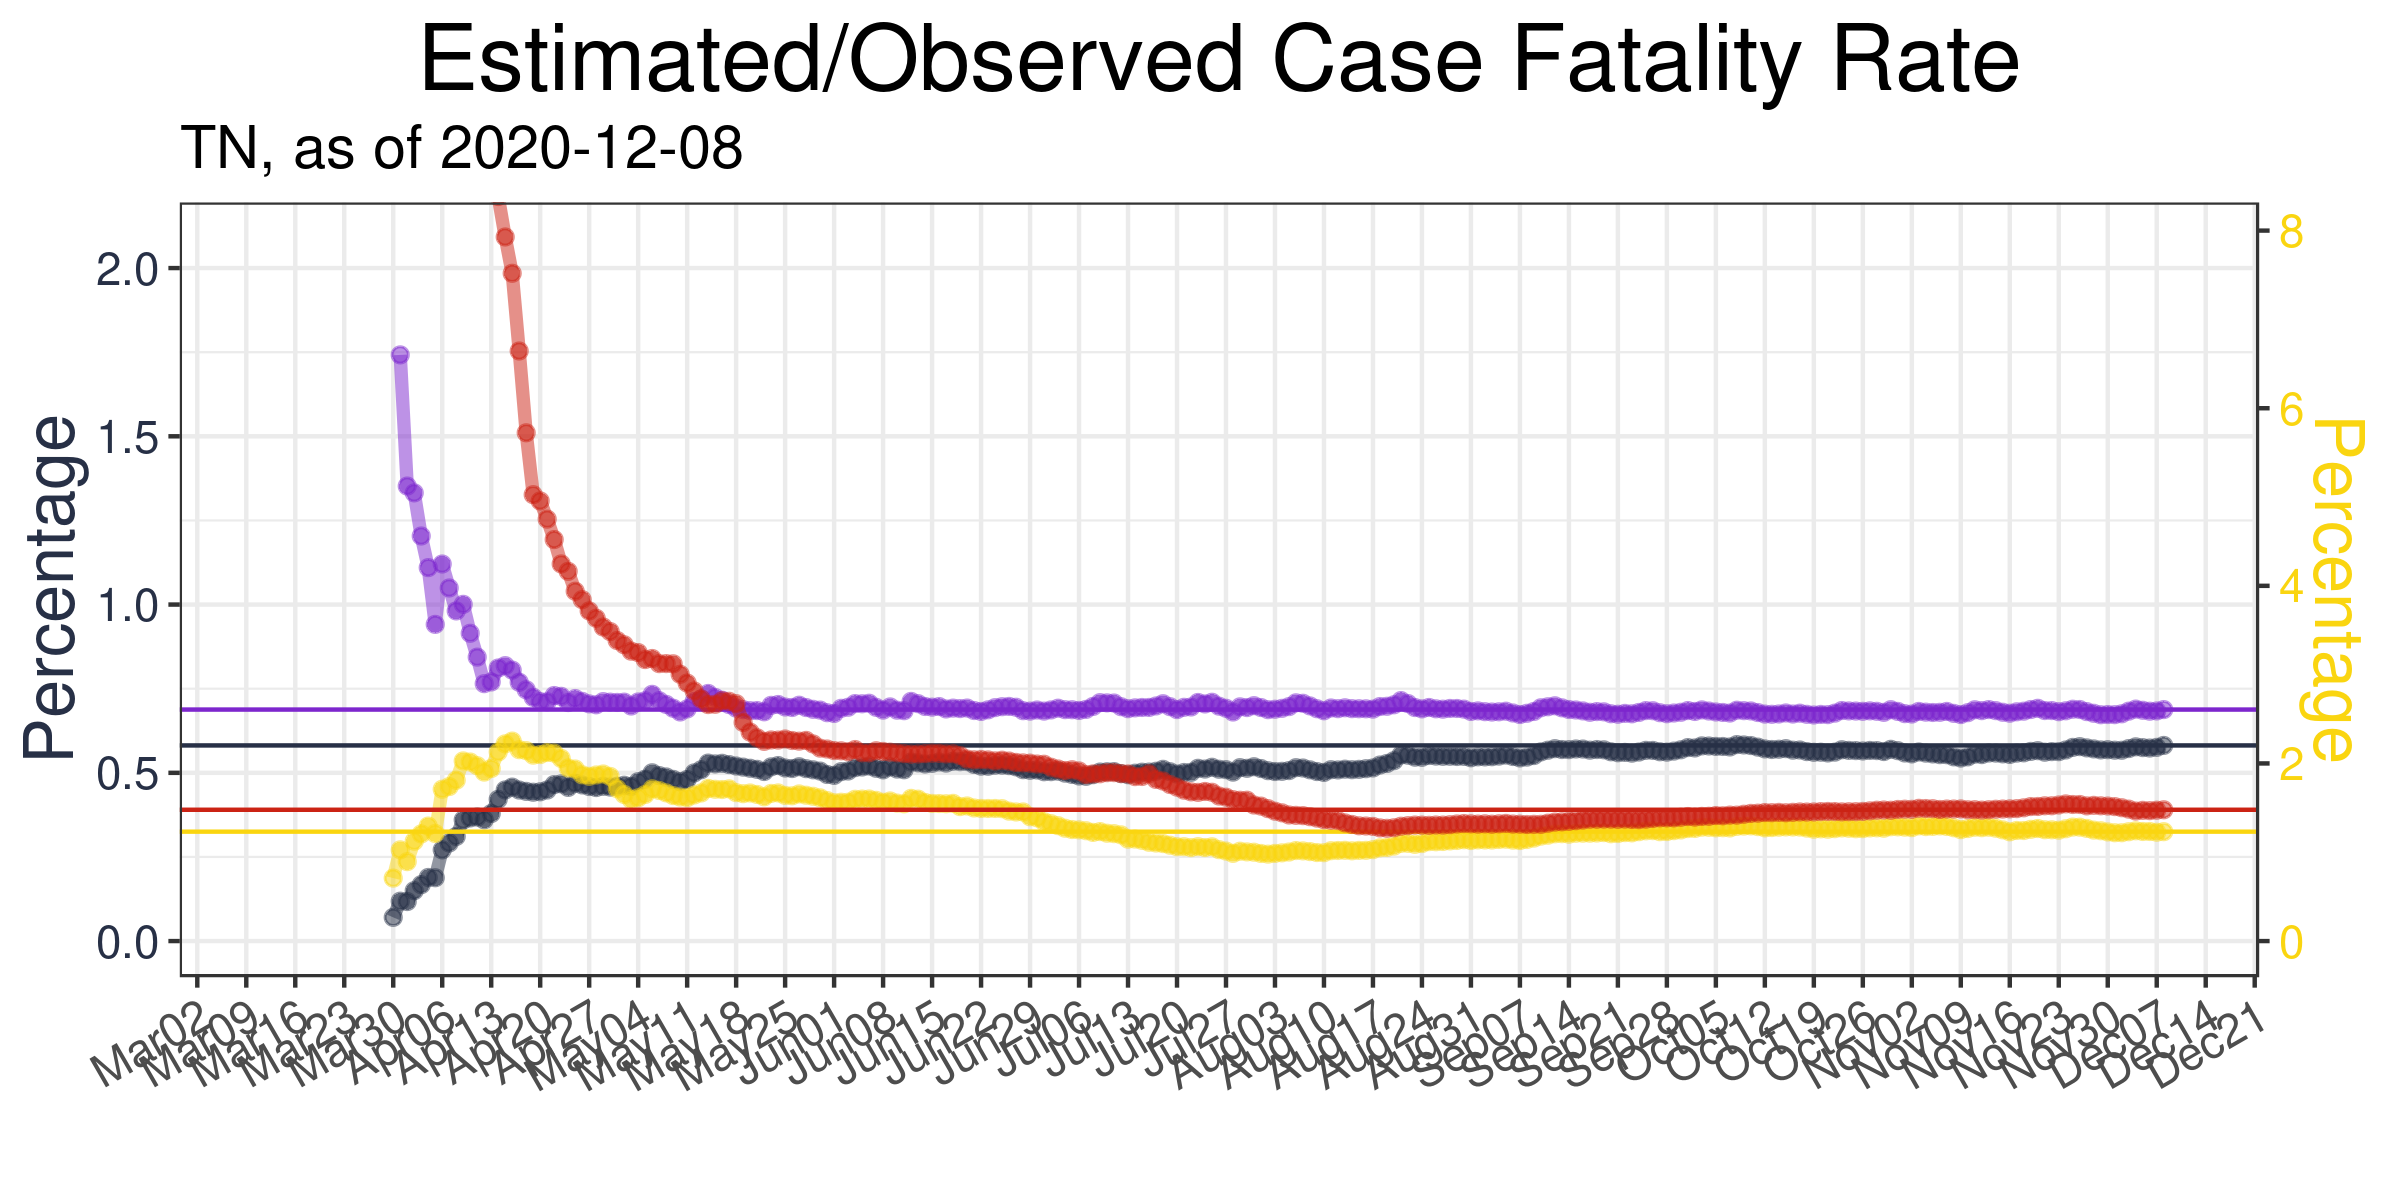 Estimated/Observed Case Fatality Rate
TN, as of 2020-12-08
Percentage
2.0
1.5
1.0
0.5
0.0
8
6
4
2
0
Percentage
Mar02
Mar09
Mar16
Mar23
Mar30
Apr06
Apr13
Apr20
Apr27
May04
May11
May18
May25
Jun01
Jun08
Jun15
Jun22
Jun29
Jul06
Jul13
Jul20
Jul27
Aug03
Aug10
Aug17
Aug24
Aug31
Sep07
Sep14
Sep21
Sep28
Oct05
Oct12
Oct19
Oct26
Nov02
Nov09
Nov16
Nov23
Nov30
Dec07
Dec14
Dec21